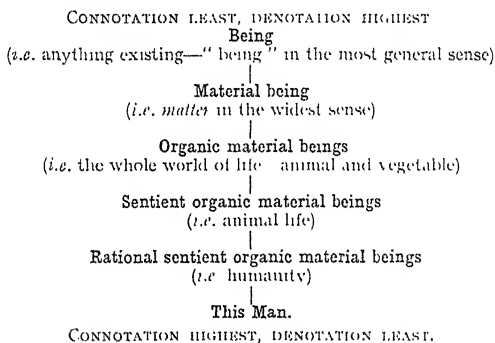 CONNOTATION LEAST, DENOTATION HIGHEST
Being
(i.e. anything existing—“ being ” in the most general sense)
Material being
(i.e. matter in the widest sense)
Organic material beings
(i.e. the whole world of life animal and vegetable)
Sentient organic material beings
(i.e. animal life)
Rational sentient organic material beings
(i.e humanity)
This Man.
CONNOTATION HIGHEST, DENOTATION LEAST.